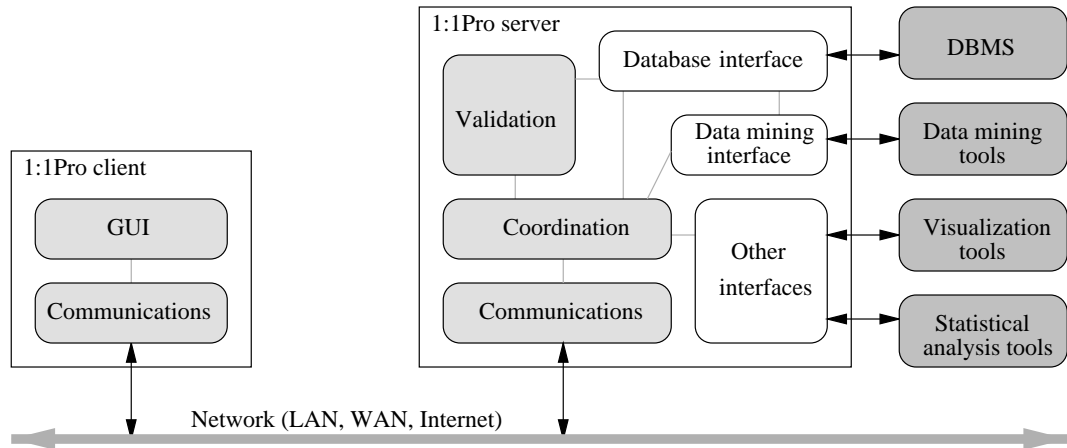 1:1Pro client
GUI
Communications
1:1Pro server
Validation
Database interface
Data mining
interface
Coordination
Communications
Other
interfaces
DBMS
Data mining
tools
Visualization
tools
Statistical
analysis tools
Network (LAN, WAN, Internet)